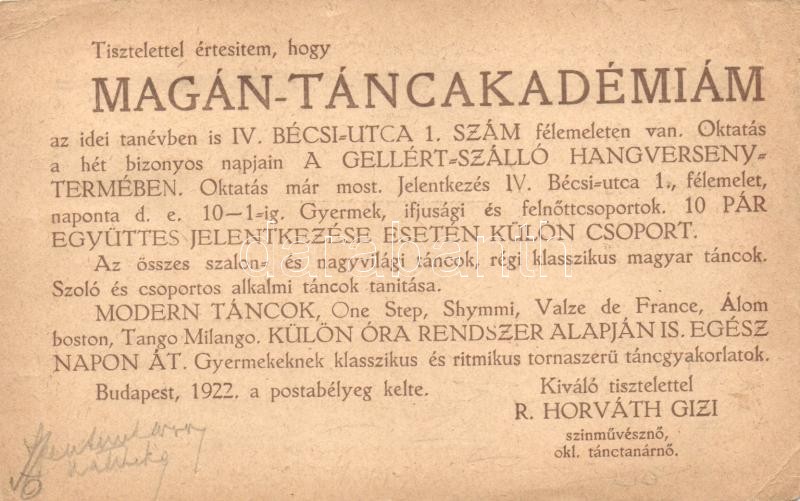 Tisztelettel értesitem, hogy
MAGÁN-TÁNCAKADÉMIÁM
az idei tanévben is IV. BÉCSI-UTCA 1. SZÁM félemeleten van. Oktatás
a hét bizonyos napjain A GELLÉRT-SZÁLLÓ HANGVERSENY-
TERMÉBEN. Oktatás már most. Jelentkezés IV. Bécsi-utca 1., félemelet,
naponta d. e. 10—1-ig. Gyermek, ifjusági és felnőttcsoportok. 10 PÁR
EGYÜTTES JELENTKEZÉSE ESETÉN KÜLÖN CSOPORT.
darabanth
Az összes szalon- és nagyvilági táncok, régi klasszikus magyar táncok.
Szoló és csoportos alkalmi táncok tanitása.
MODERN TÁNCOK, One Step, Shymmi, Valze de France, Álom
boston, Tango Milango. KÜLÖN ÓRA RENDSZER ALAPJÁN IS. EGÉSZ
NAPON ÁT. Gyermekeknek klasszikus és ritmikus tornaszerü táncgyakorlatok.
Budapest, 1922. a postabélyeg kelte.
Kiváló tisztelettel
R. HORVÁTH GIZI
szinművésznő,
okl. tánctanárnő.